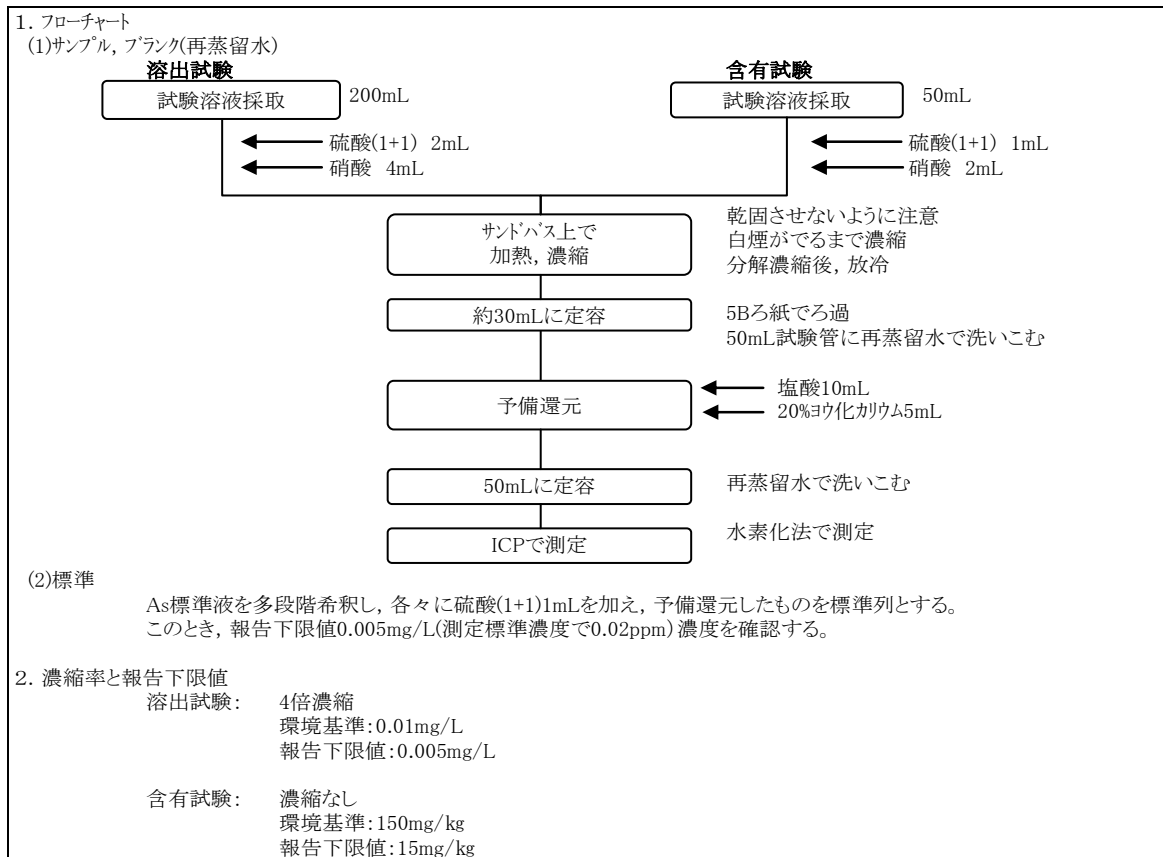 1. フローチャート
(1)サンプル, ブランク(再蒸留水)
溶出試験 含有試験
試験溶液採取 200mL 試験溶液採取 50mL
硫酸(1+1) 2mL 硫酸(1+1) 1mL
硝酸 4mL 硝酸 2mL
サンドバス上で
加熱, 濃縮
乾固させないように注意
白煙がでるまで濃縮
分解濃縮後, 放冷
約30mLに定容
5Bろ紙でろ過
50mL試験管に再蒸留水で洗いこむ
予備還元
塩酸10mL
20%ヨウ化カリウム5mL
50mLに定容 再蒸留水で洗いこむ
ICPで測定 水素化法で測定
(2)標準
As標準液を多段階希釈し, 各々に硫酸(1+1)1mLを加え, 予備還元したものを標準列とする。
このとき, 報告下限値0.005mg/L(測定標準濃度で0.02ppm)濃度を確認する。
2. 濃縮率と報告下限値
溶出試験: 4倍濃縮
環境基準:0.01mg/L
報告下限値:0.005mg/L
含有試験: 濃縮なし
環境基準:150mg/kg
報告下限値:15mg/kg